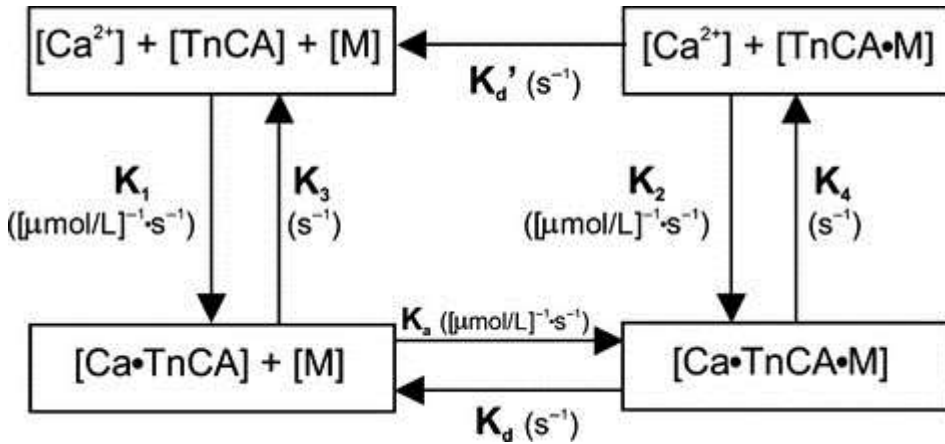 [Ca²⁺] + [TnCA] + [M]
[Ca²⁺] + [TnCA•M]
K_d' (s⁻¹)
K₁
([μmol/L]⁻¹·s⁻¹)
K₃
(s⁻¹)
K₂
([μmol/L]⁻¹·s⁻¹)
K₄
(s⁻¹)
K_a ([μmol/L]⁻¹·s⁻¹)
[Ca•TnCA] + [M]
[Ca•TnCA•M]
K_d (s⁻¹)